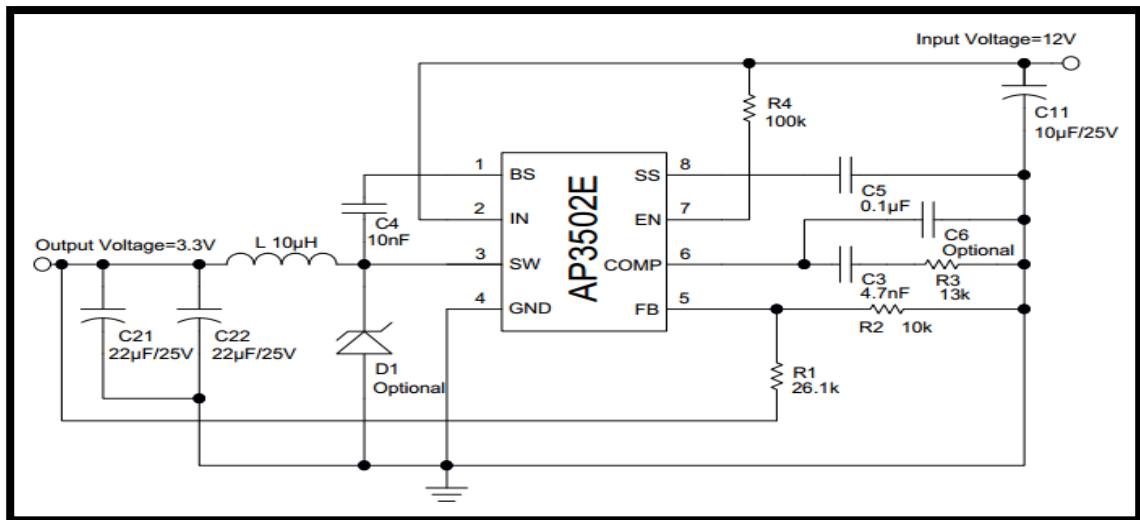 Input Voltage=12V
R4
100k
C11
10µF/25V
1
BS
SS
8
C5
0.1µF
C4
10nF
2
IN
EN
7
C6
Optional
Output Voltage=3.3V
L 10µH
3
SW
COMP
6
C3
4.7nF
R3
13k
4
GND
FB
5
R2 10k
AP3502E
C21
22µF/25V
C22
22µF/25V
D1
Optional
R1
26.1k